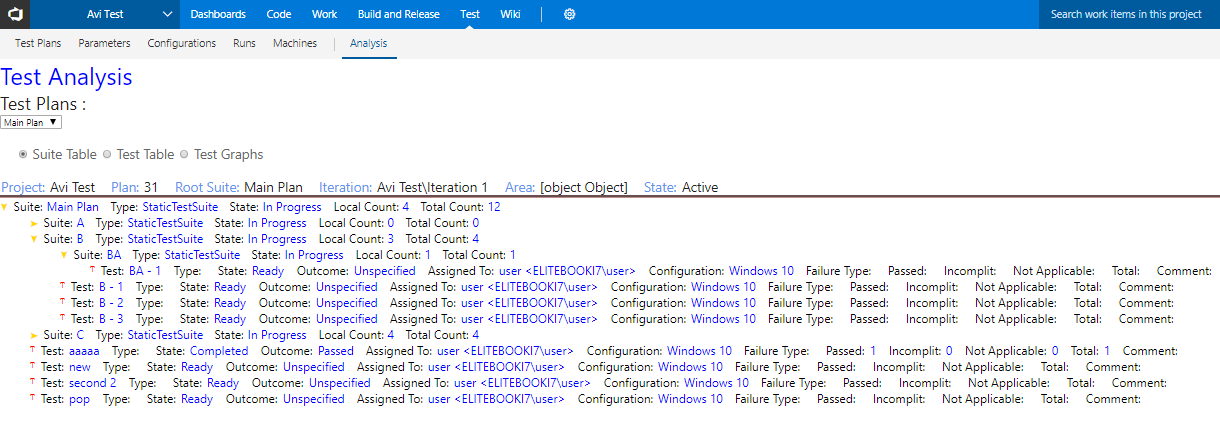 Avi Test Dashboards Code Work Build and Release Test Wiki Search work items in this project
Test Plans Parameters Configurations Runs Machines Analysis
Test Analysis
Test Plans :
Main Plan
Suite Table Test Table Test Graphs
Project: Avi Test Plan: 31 Root Suite: Main Plan Iteration: Avi Test\Iteration 1 Area: [object Object] State: Active
Suite: Main Plan Type: StaticTestSuite State: In Progress Local Count: 4 Total Count: 12
Suite: A Type: StaticTestSuite State: In Progress Local Count: 0 Total Count: 0
Suite: B Type: StaticTestSuite State: In Progress Local Count: 3 Total Count: 4
Suite: BA Type: StaticTestSuite State: In Progress Local Count: 1 Total Count: 1
T Test: BA - 1 Type: State: Ready Outcome: Unspecified Assigned To: user <ELITEBOOKI7\user> Configuration: Windows 10 Failure Type: Passed: Incomplit: Not Applicable: Total: Comment:
T Test: B - 1 Type: State: Ready Outcome: Unspecified Assigned To: user <ELITEBOOKI7\user> Configuration: Windows 10 Failure Type: Passed: Incomplit: Not Applicable: Total: Comment:
T Test: B - 2 Type: State: Ready Outcome: Unspecified Assigned To: user <ELITEBOOKI7\user> Configuration: Windows 10 Failure Type: Passed: Incomplit: Not Applicable: Total: Comment:
T Test: B - 3 Type: State: Ready Outcome: Unspecified Assigned To: user <ELITEBOOKI7\user> Configuration: Windows 10 Failure Type: Passed: Incomplit: Not Applicable: Total: Comment:
Suite: C Type: StaticTestSuite State: In Progress Local Count: 4 Total Count: 4
T Test: aaaaa Type: State: Completed Outcome: Passed Assigned To: user <ELITEBOOKI7\user> Configuration: Windows 10 Failure Type: Passed: 1 Incomplit: 0 Not Applicable: 0 Total: 1 Comment:
T Test: new Type: State: Ready Outcome: Unspecified Assigned To: user <ELITEBOOKI7\user> Configuration: Windows 10 Failure Type: Passed: Incomplit: Not Applicable: Total: Comment:
T Test: second 2 Type: State: Ready Outcome: Unspecified Assigned To: user <ELITEBOOKI7\user> Configuration: Windows 10 Failure Type: Passed: Incomplit: Not Applicable: Total: Comment:
T Test: pop Type: State: Ready Outcome: Unspecified Assigned To: user <ELITEBOOKI7\user> Configuration: Windows 10 Failure Type: Passed: Incomplit: Not Applicable: Total: Comment: